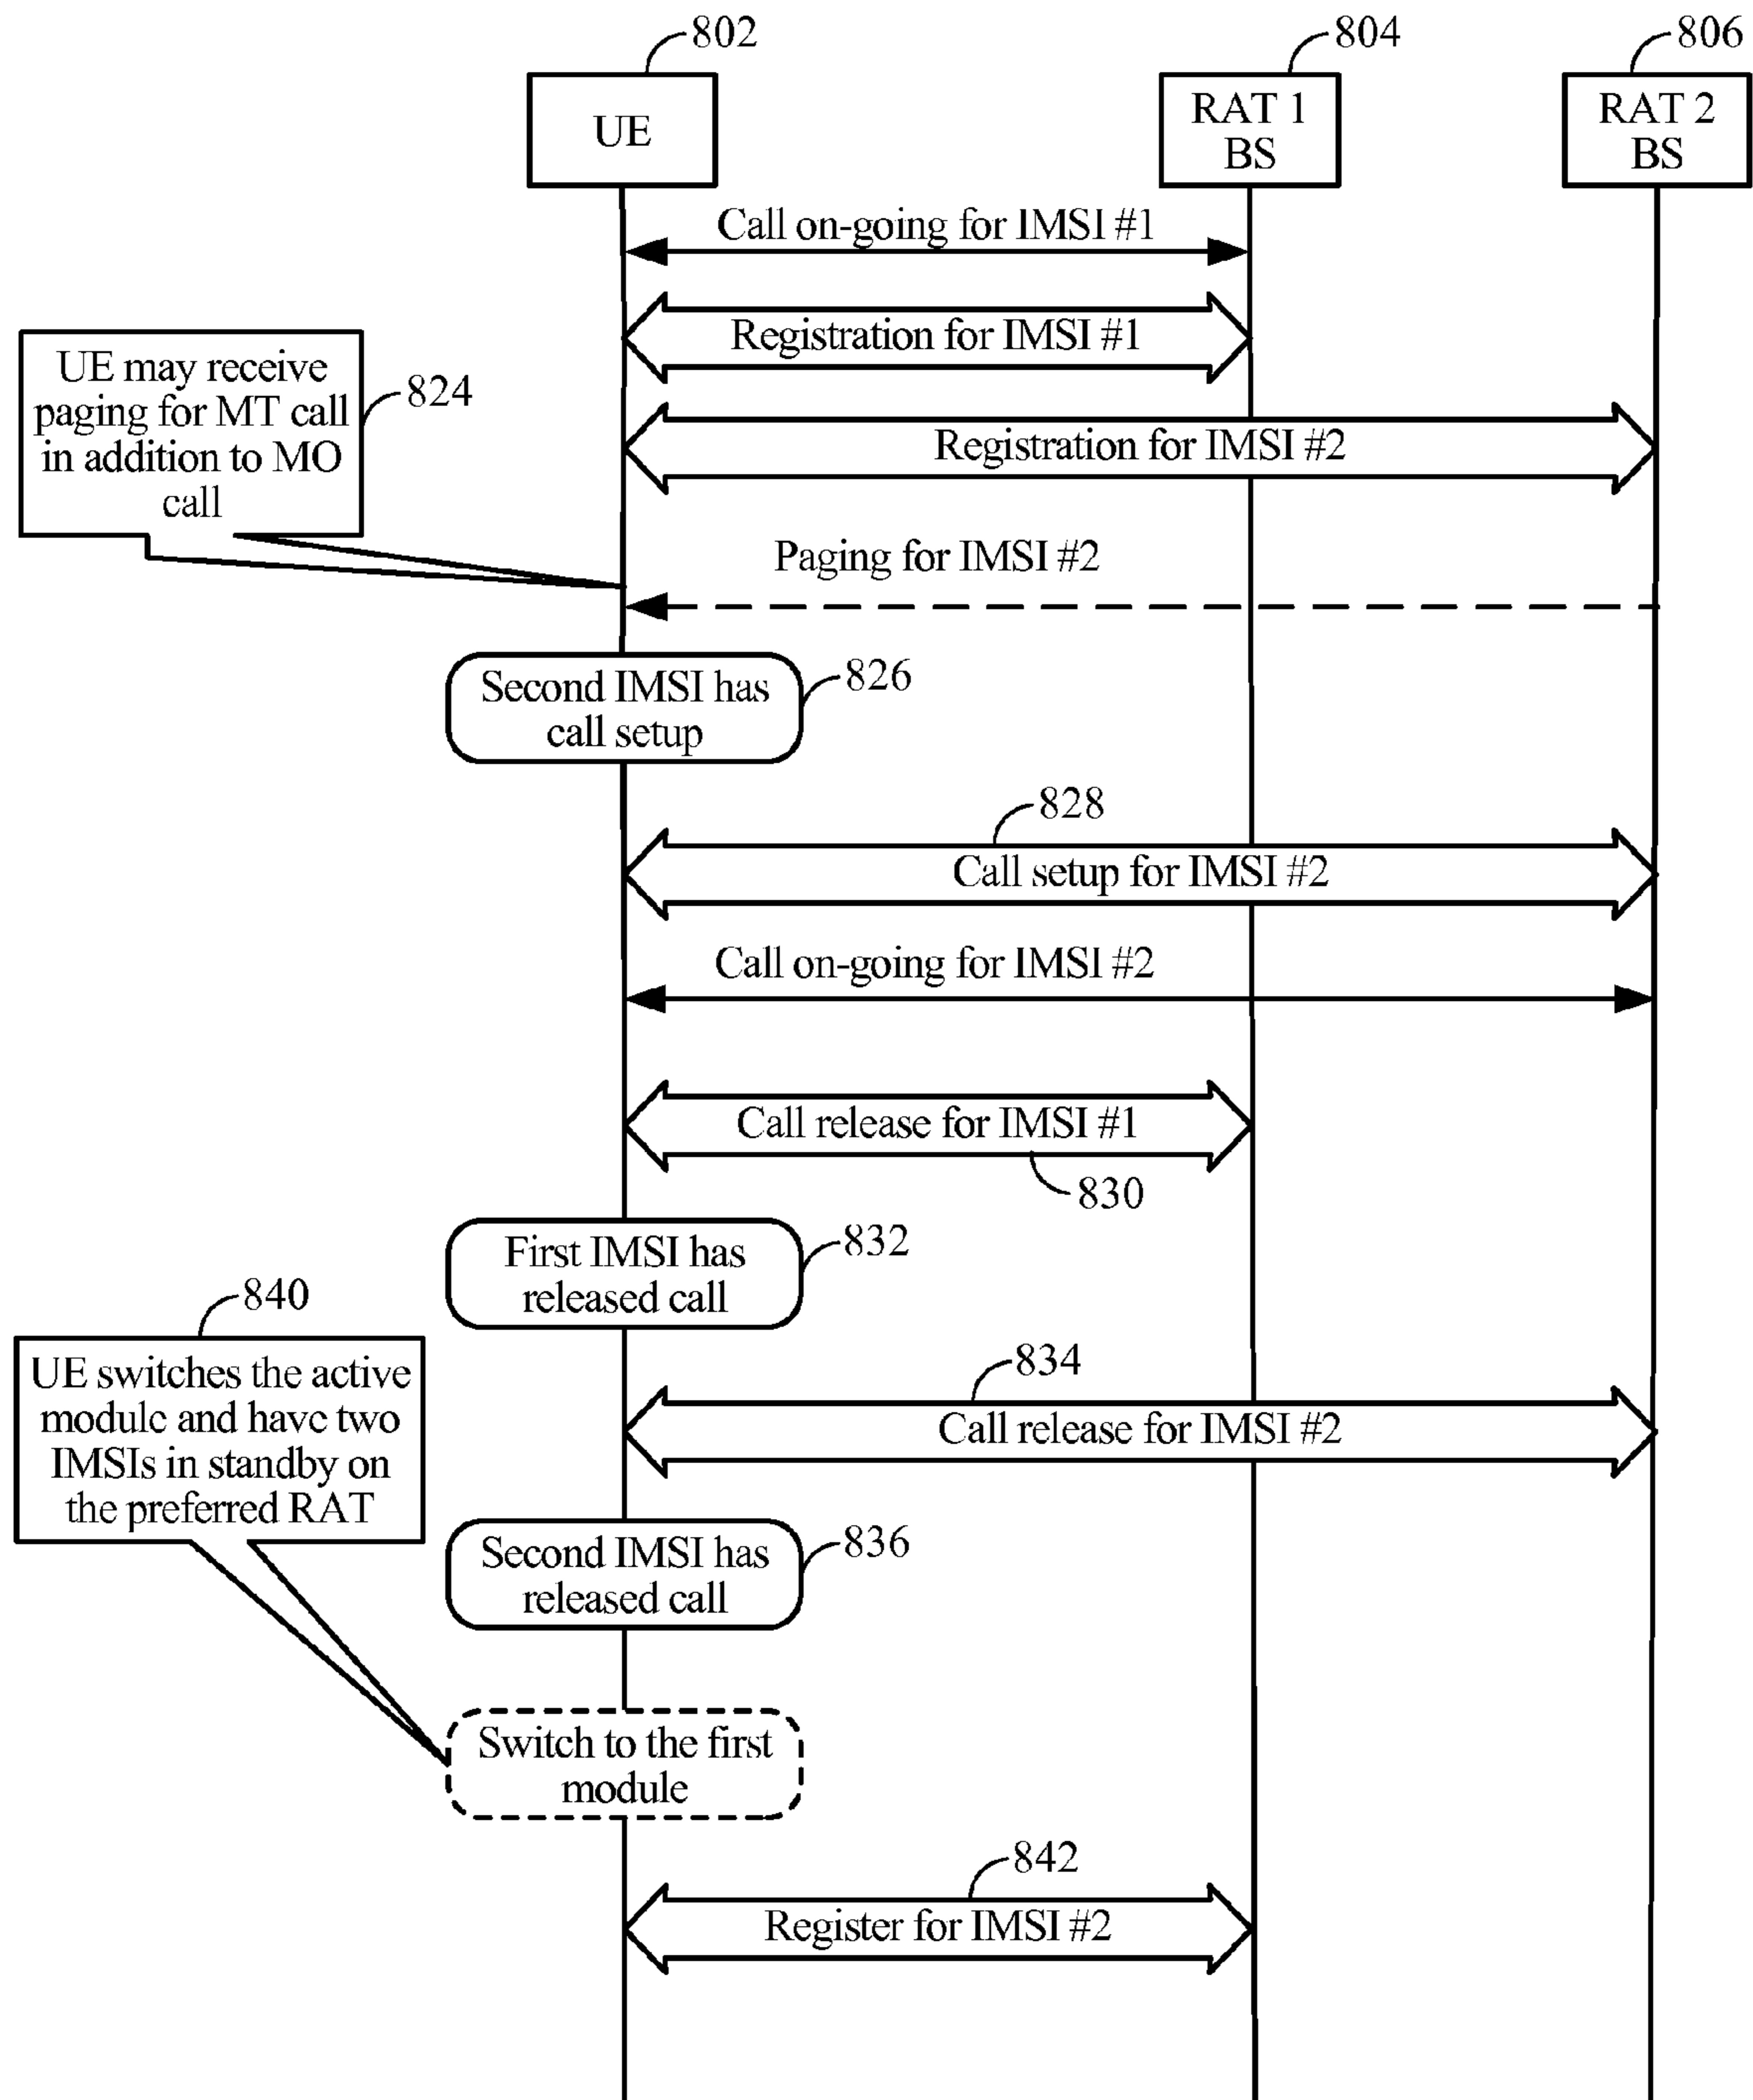 802
804
806
UE
RAT 1
BS
RAT 2
BS
Call on-going for IMSI #1
Registration for IMSI #1
UE may receive
paging for MT call
in addition to MO
call
824
Registration for IMSI #2
Paging for IMSI #2
Second IMSI has
call setup
826
828
Call setup for IMSI #2
Call on-going for IMSI #2
Call release for IMSI #1
830
First IMSI has
released call
832
840
UE switches the active
module and have two
IMSIs in standby on
the preferred RAT
834
Call release for IMSI #2
Second IMSI has
released call
836
Switch to the first
module
842
Register for IMSI #2